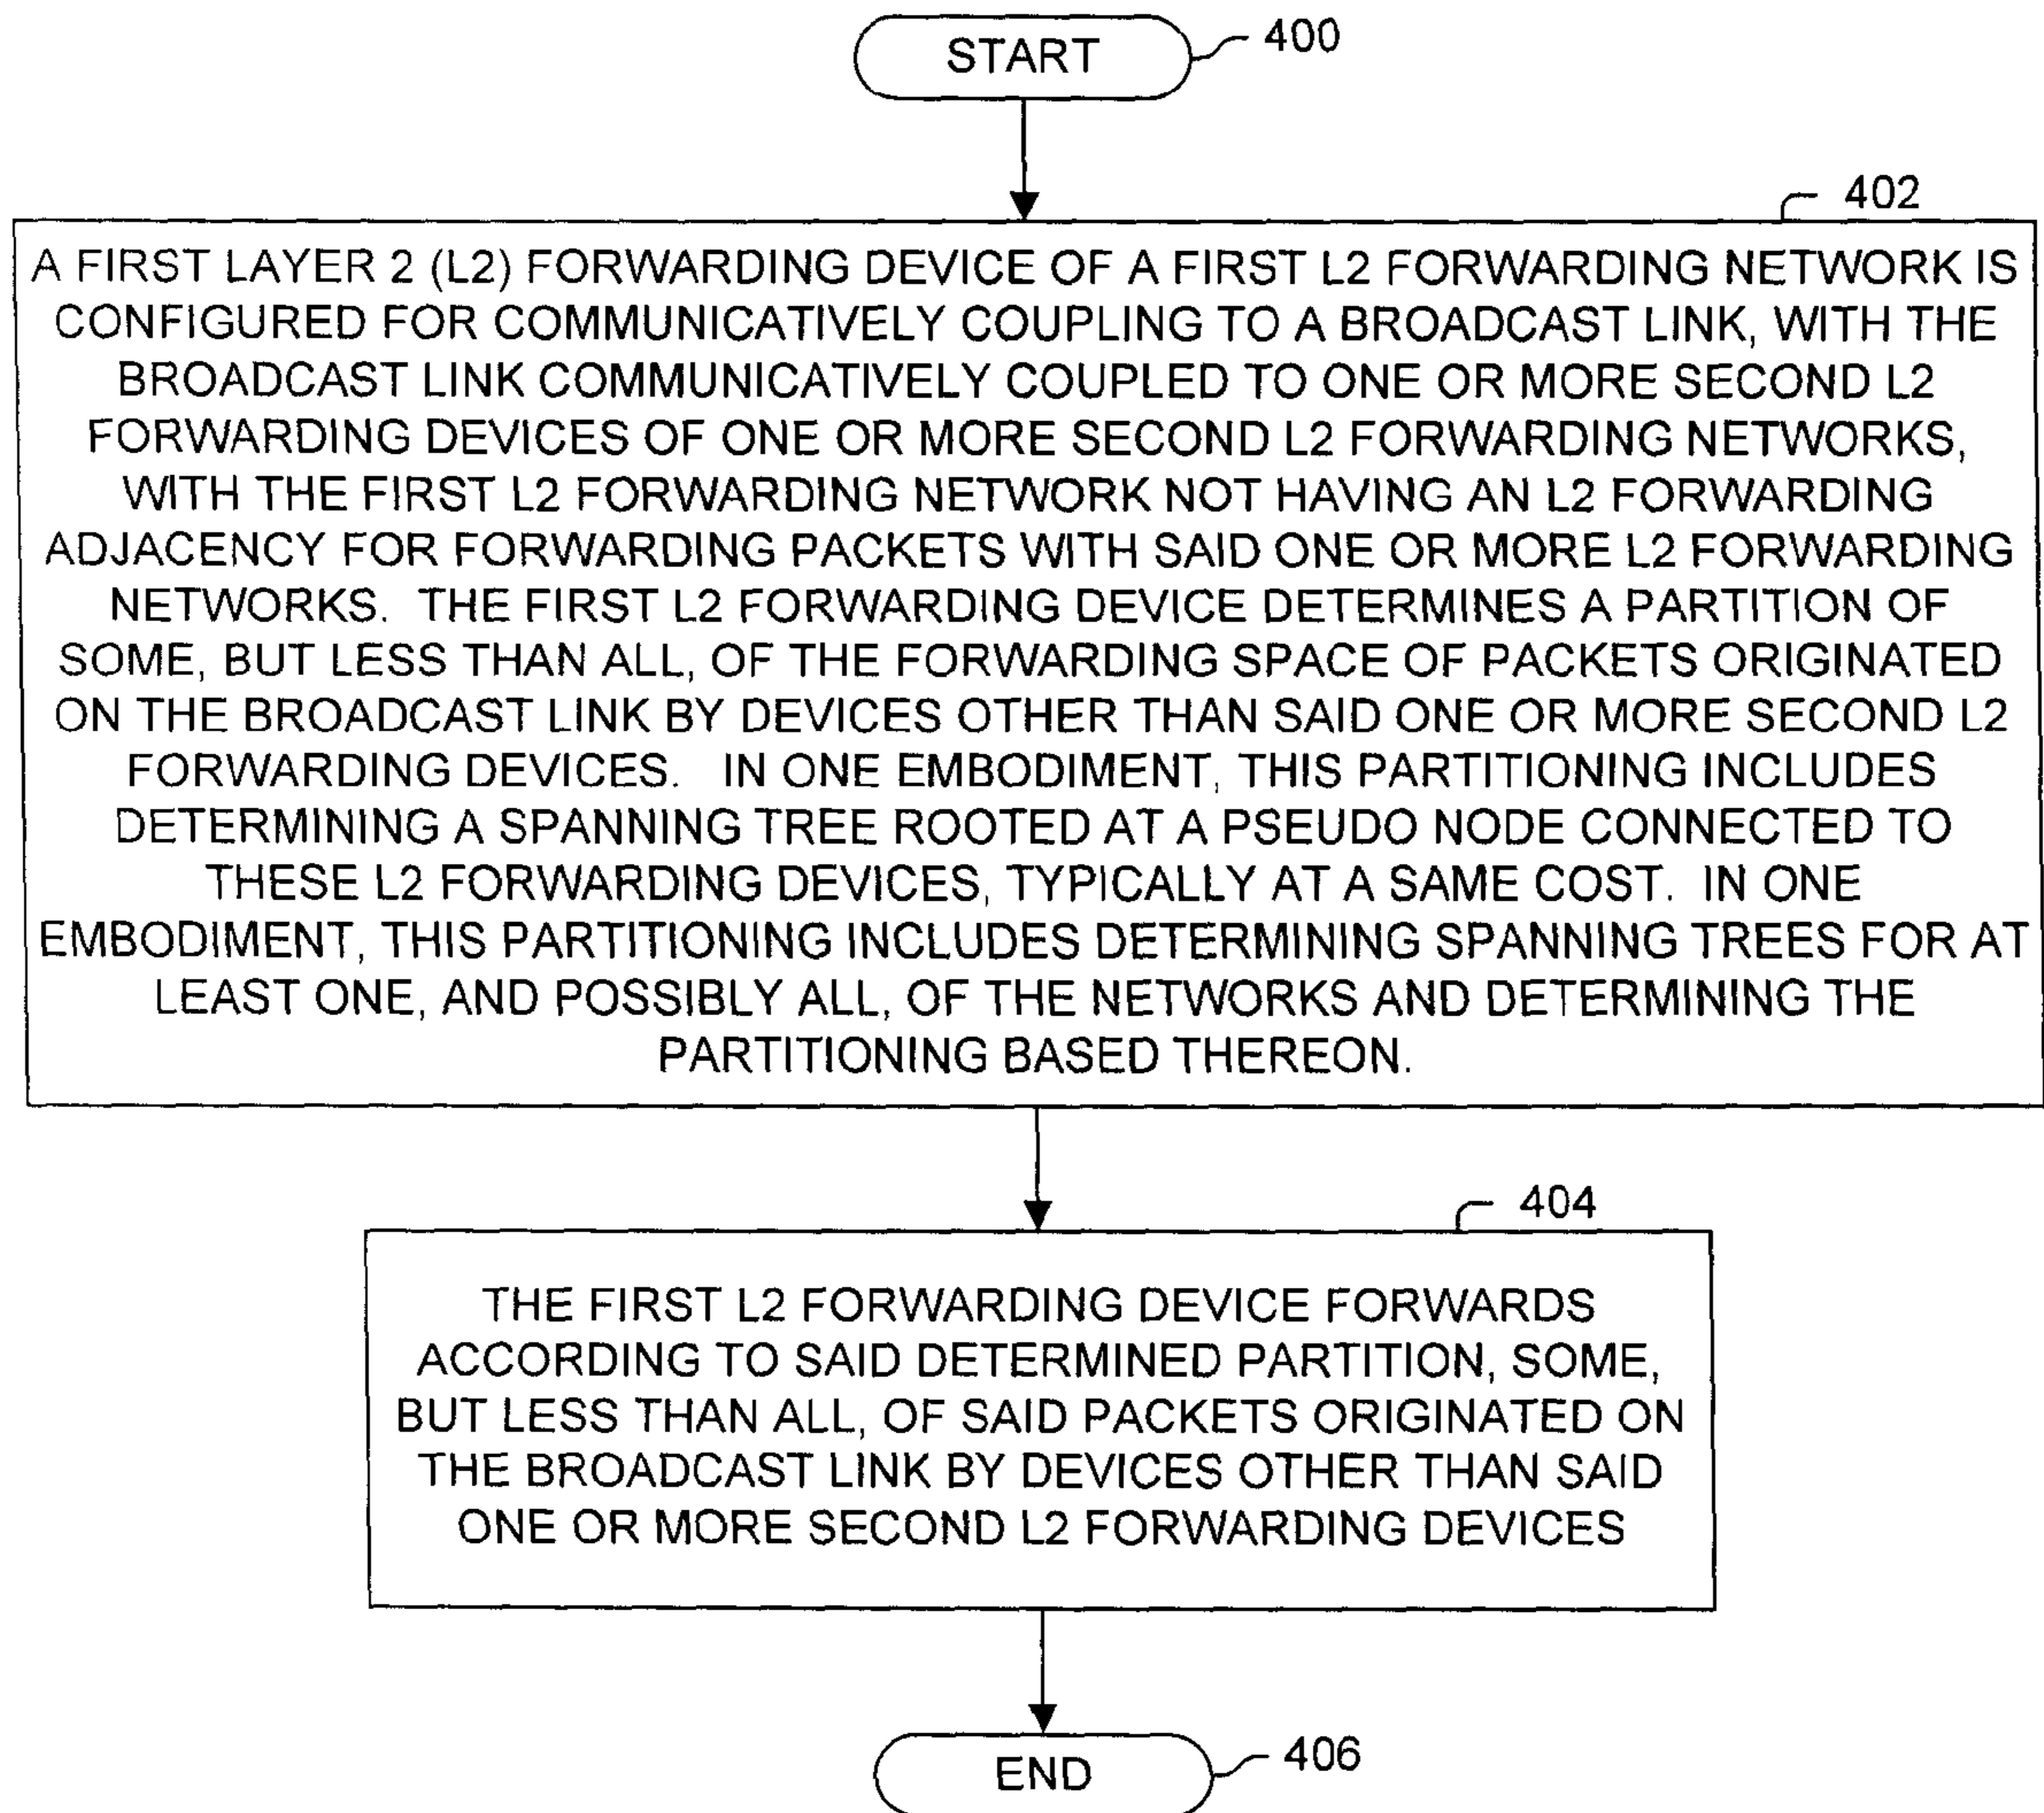 START
400
402
A FIRST LAYER 2 (L2) FORWARDING DEVICE OF A FIRST L2 FORWARDING NETWORK IS
CONFIGURED FOR COMMUNICATIVELY COUPLING TO A BROADCAST LINK, WITH THE
BROADCAST LINK COMMUNICATIVELY COUPLED TO ONE OR MORE SECOND L2
FORWARDING DEVICES OF ONE OR MORE SECOND L2 FORWARDING NETWORKS,
WITH THE FIRST L2 FORWARDING NETWORK NOT HAVING AN L2 FORWARDING
ADJACENCY FOR FORWARDING PACKETS WITH SAID ONE OR MORE L2 FORWARDING
NETWORKS. THE FIRST L2 FORWARDING DEVICE DETERMINES A PARTITION OF
SOME, BUT LESS THAN ALL, OF THE FORWARDING SPACE OF PACKETS ORIGINATED
ON THE BROADCAST LINK BY DEVICES OTHER THAN SAID ONE OR MORE SECOND L2
FORWARDING DEVICES. IN ONE EMBODIMENT, THIS PARTITIONING INCLUDES
DETERMINING A SPANNING TREE ROOTED AT A PSEUDO NODE CONNECTED TO
THESE L2 FORWARDING DEVICES, TYPICALLY AT A SAME COST. IN ONE
EMBODIMENT, THIS PARTITIONING INCLUDES DETERMINING SPANNING TREES FOR AT
LEAST ONE, AND POSSIBLY ALL, OF THE NETWORKS AND DETERMINING THE
PARTITIONING BASED THEREON.
404
THE FIRST L2 FORWARDING DEVICE FORWARDS
ACCORDING TO SAID DETERMINED PARTITION, SOME,
BUT LESS THAN ALL, OF SAID PACKETS ORIGINATED ON
THE BROADCAST LINK BY DEVICES OTHER THAN SAID
ONE OR MORE SECOND L2 FORWARDING DEVICES
END
406